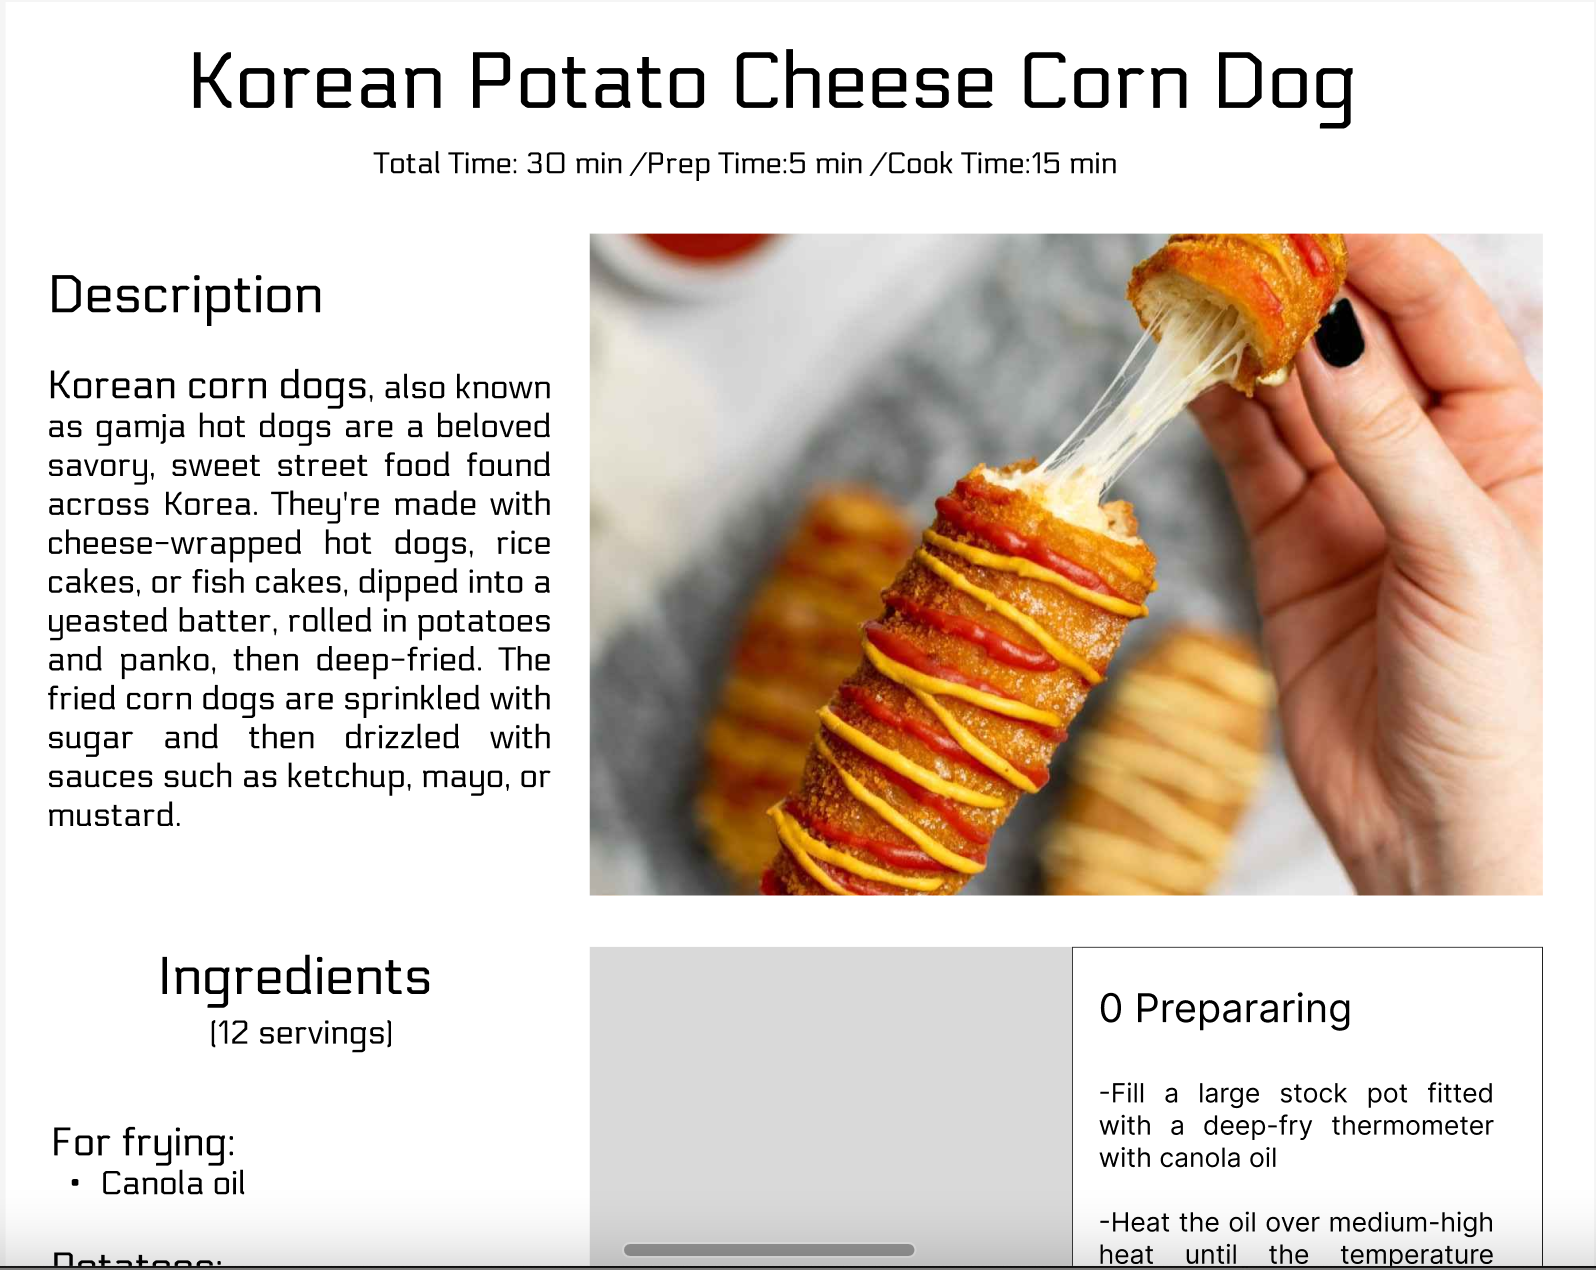 Korean Potato Cheese Corn Dog
Total Time: 30 min /Prep Time:5 min /Cook Time:15 min
Description
Korean corn dogs, also known
as gamja hot dogs are a beloved
savory, sweet street food found
across Korea. They're made with
cheese-wrapped hot dogs, rice
cakes, or fish cakes, dipped into a
yeasted batter, rolled in potatoes
and panko, then deep-fried. The
fried corn dogs are sprinkled with
sugar and then drizzled with
sauces such as ketchup, mayo, or
mustard.
Ingredients
(12 servings)
For frying:
• Canola oil
Potatoes:
0 Prepararing
-Fill a large stock pot fitted
with a deep-fry thermometer
with canola oil
-Heat the oil over medium-high
heat until the temperature